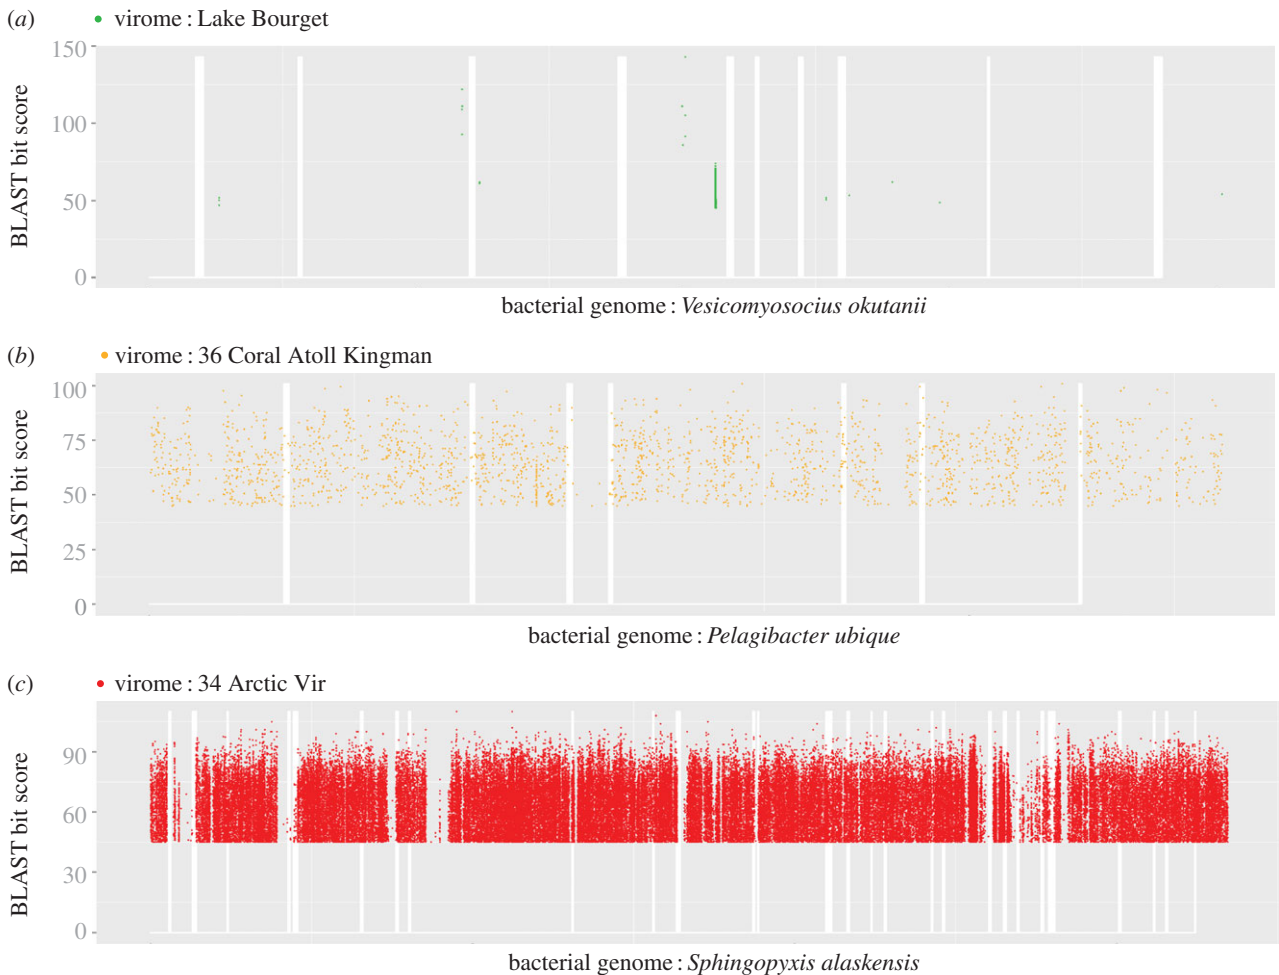 (a) virome : Lake Bourget
150
100
50
0
BLAST bit score
bacterial genome : Vesicomyosocius okutanii
(b) virome : 36 Coral Atoll Kingman
100
75
50
25
0
BLAST bit score
bacterial genome : Pelagibacter ubique
(c) virome : 34 Arctic Vir
90
60
30
0
BLAST bit score
bacterial genome : Sphingopyxis alaskensis